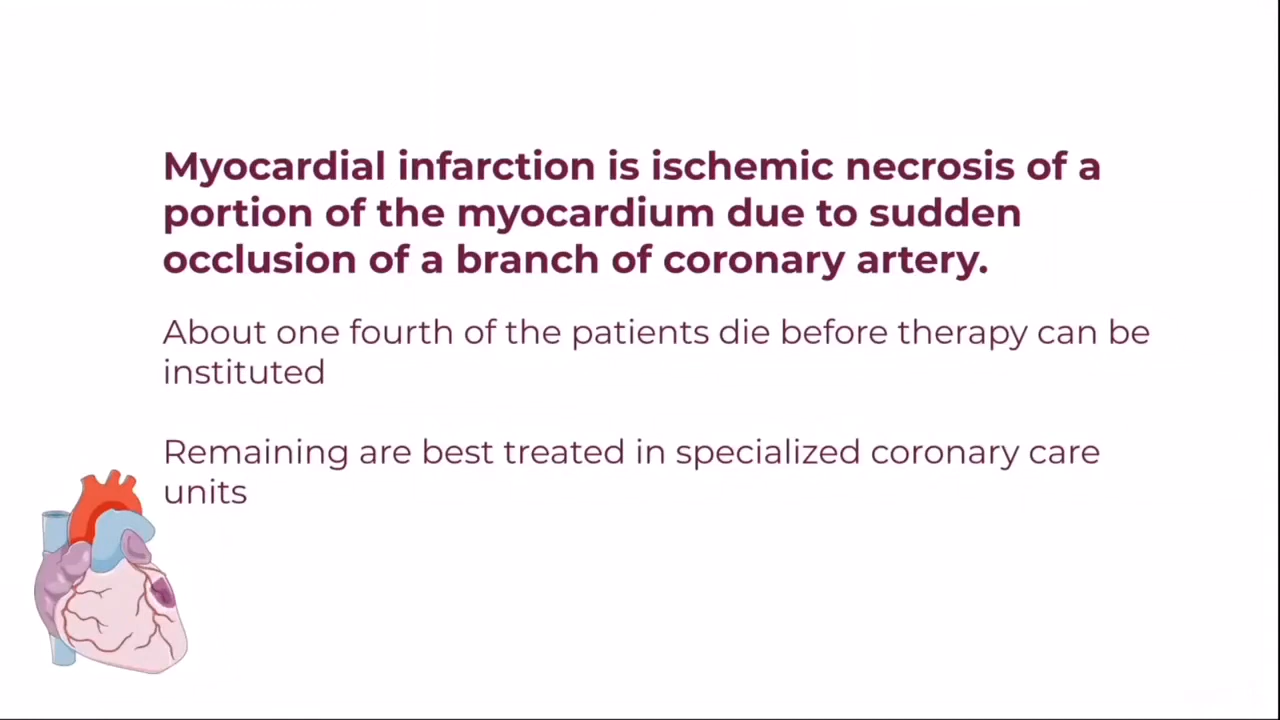 Myocardial infarction is ischemic necrosis of a
portion of the myocardium due to sudden
occlusion of a branch of coronary artery.
About one fourth of the patients die before therapy can be
instituted
Remaining are best treated in specialized coronary care
units